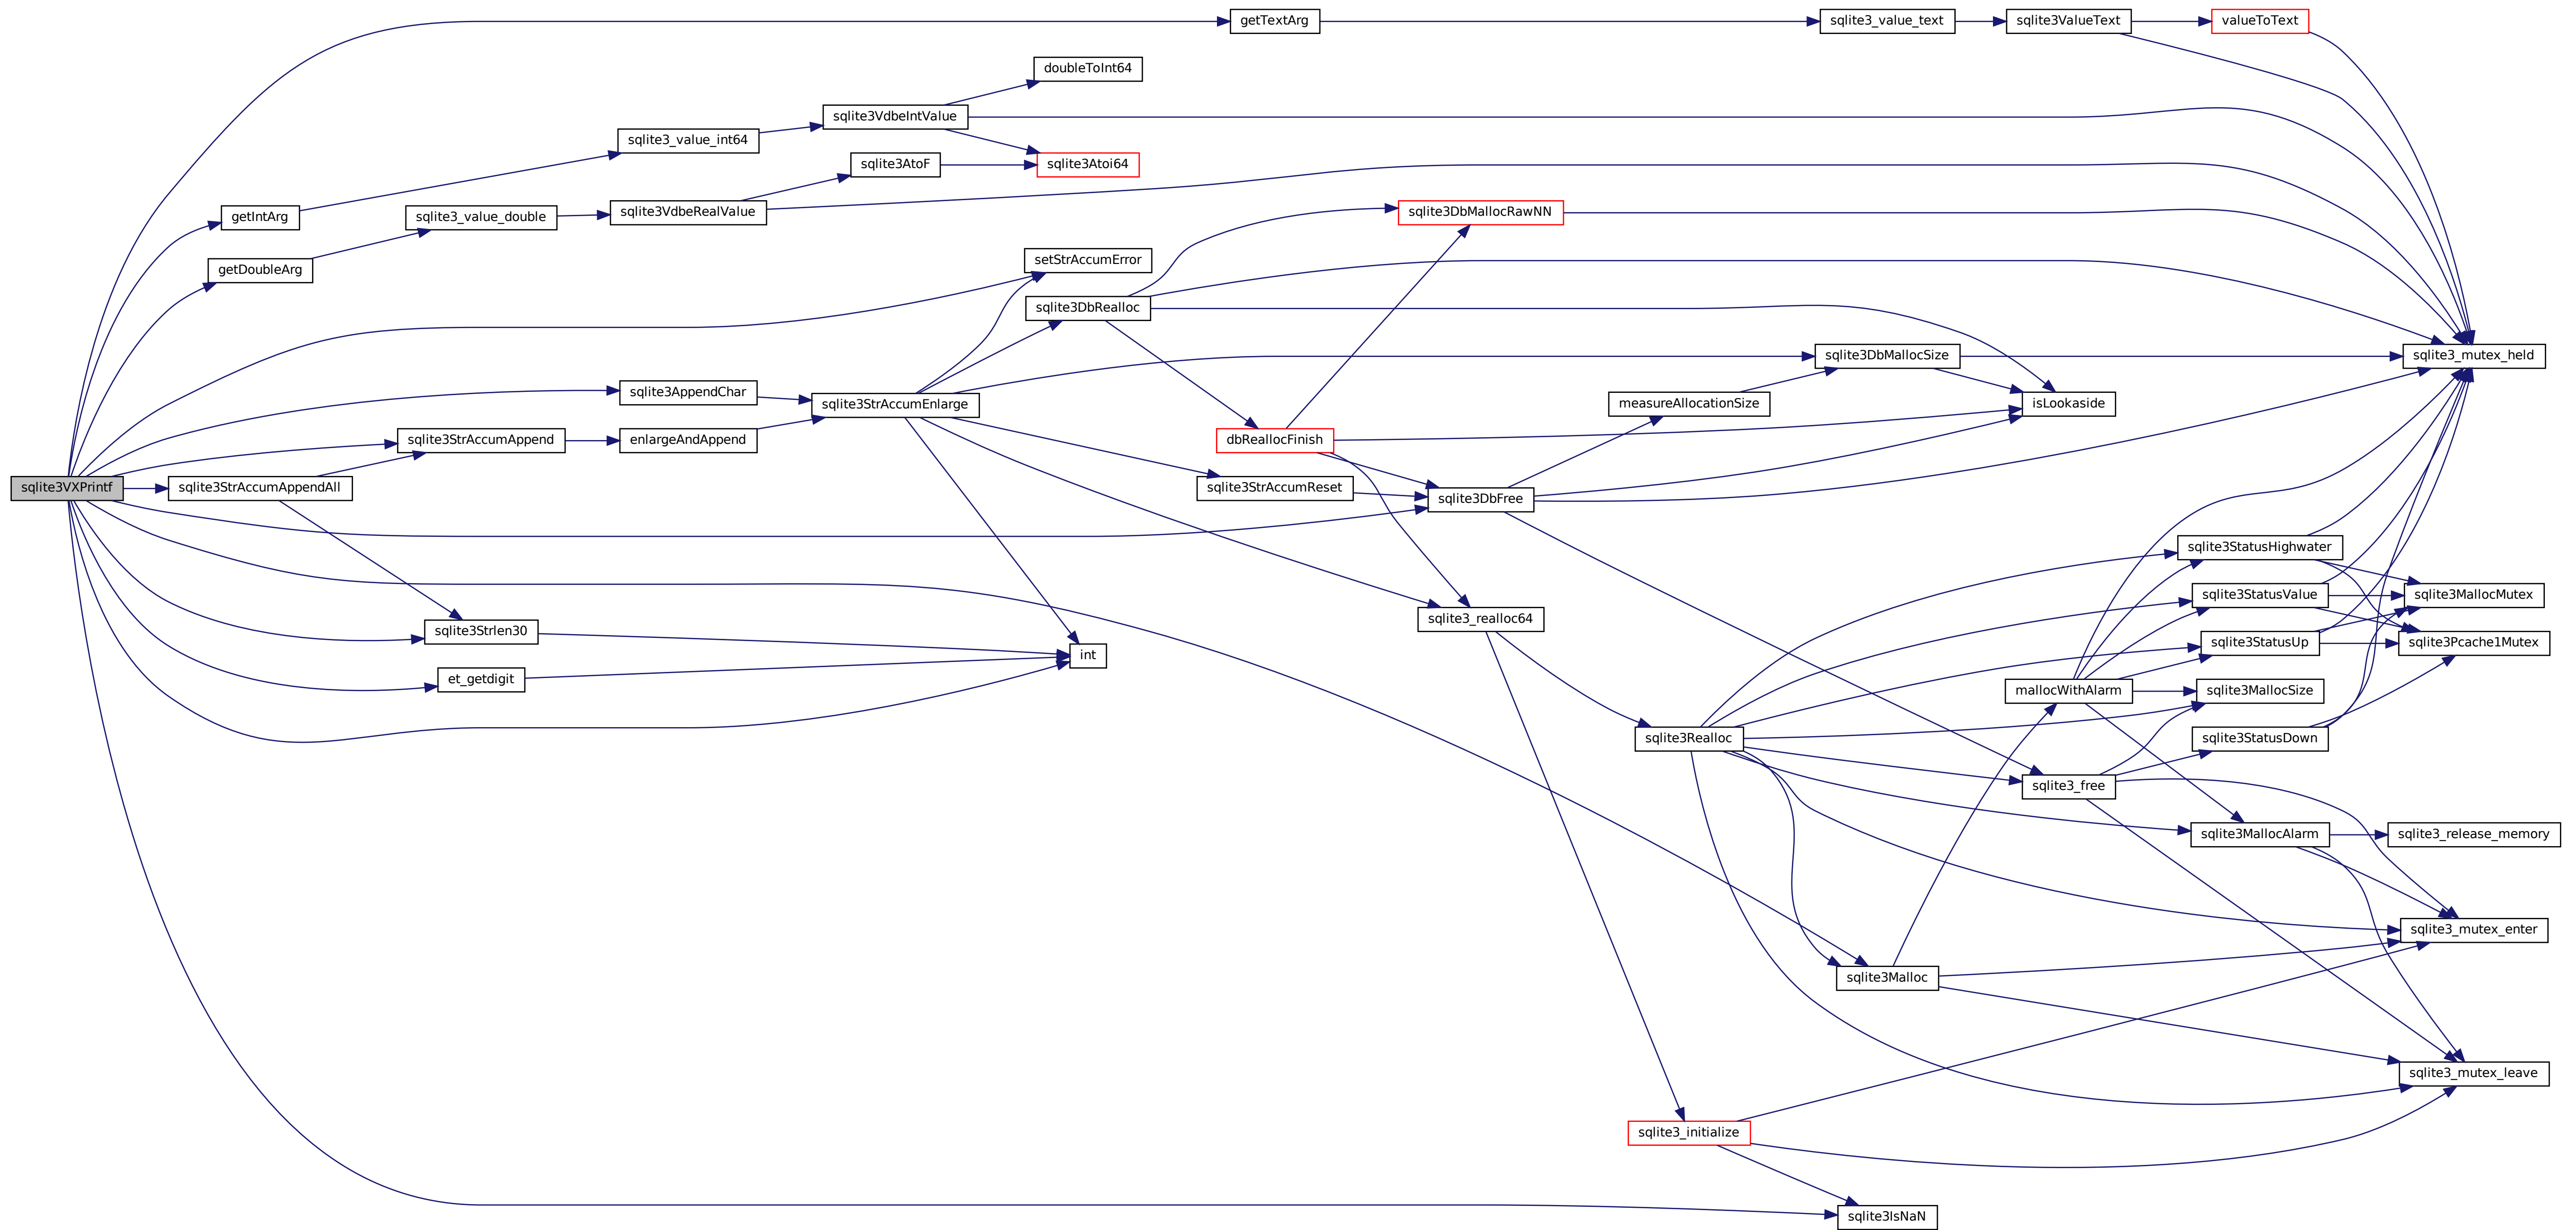 getTextArg
sqlite3_value_text
sqlite3ValueText
valueToText
doubleToInt64
sqlite3VdbeIntValue
sqlite3_value_int64
sqlite3AtoF
sqlite3Atoi64
getIntArg
sqlite3_value_double
sqlite3VdbeRealValue
sqlite3DbMallocRawNN
getDoubleArg
setStrAccumError
sqlite3DbRealloc
sqlite3DbMallocSize
sqlite3_mutex_held
sqlite3AppendChar
sqlite3StrAccumEnlarge
measureAllocationSize
isLookaside
sqlite3StrAccumAppend
enlargeAndAppend
dbReallocFinish
sqlite3VXPrintf
sqlite3StrAccumAppendAll
sqlite3StrAccumReset
sqlite3DbFree
sqlite3StatusHighwater
sqlite3StatusValue
sqlite3MallocMutex
sqlite3_realloc64
sqlite3Strlen30
int
sqlite3StatusUp
sqlite3Pcache1Mutex
et_getdigit
mallocWithAlarm
sqlite3MallocSize
sqlite3Realloc
sqlite3StatusDown
sqlite3_free
sqlite3MallocAlarm
sqlite3_release_memory
sqlite3_mutex_enter
sqlite3Malloc
sqlite3_mutex_leave
sqlite3_initialize
sqlite3IsNaN